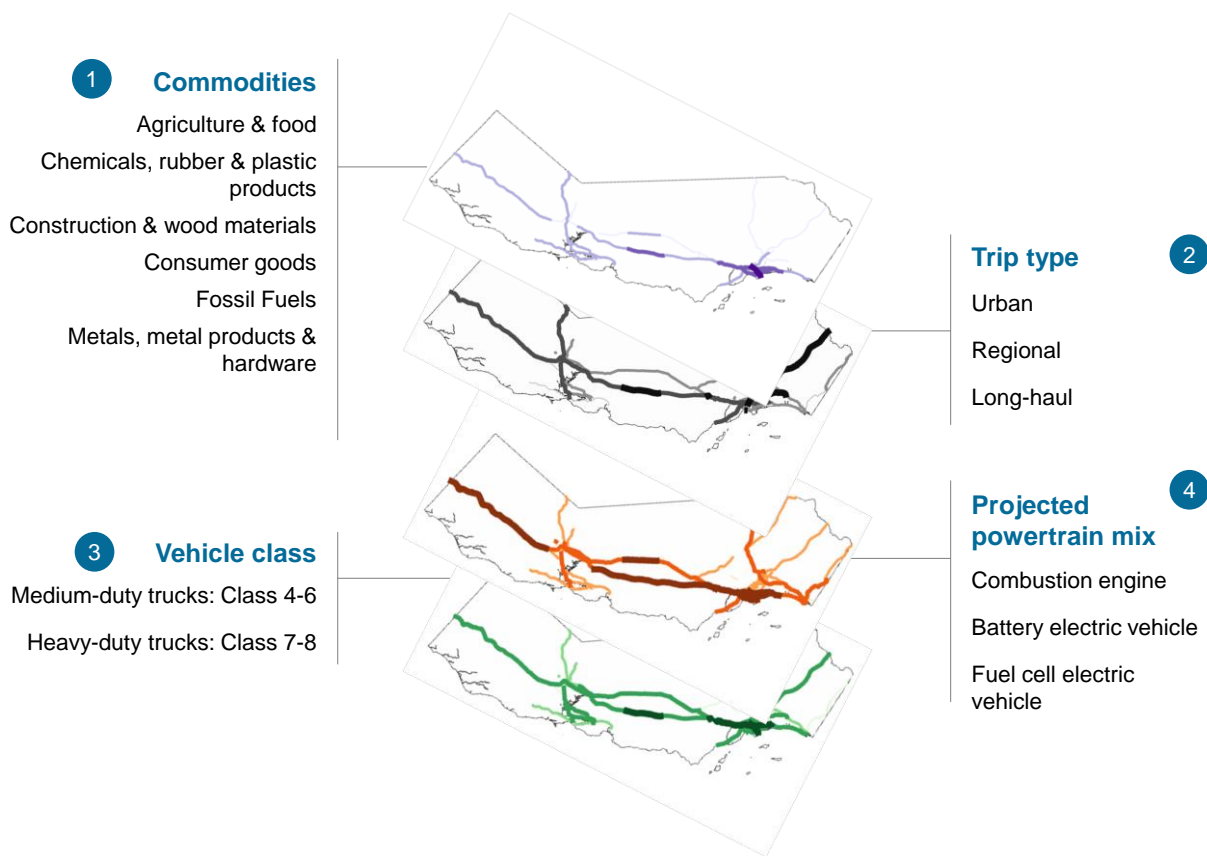 1
Commodities
Agriculture & food
Chemicals, rubber & plastic
products
Construction & wood materials
Consumer goods
Fossil Fuels
Metals, metal products &
hardware
Trip type
2
Urban
Regional
Long-haul
3
Vehicle class
Medium-duty trucks: Class 4-6
Heavy-duty trucks: Class 7-8
Projected
powertrain mix
4
Combustion engine
Battery electric vehicle
Fuel cell electric
vehicle